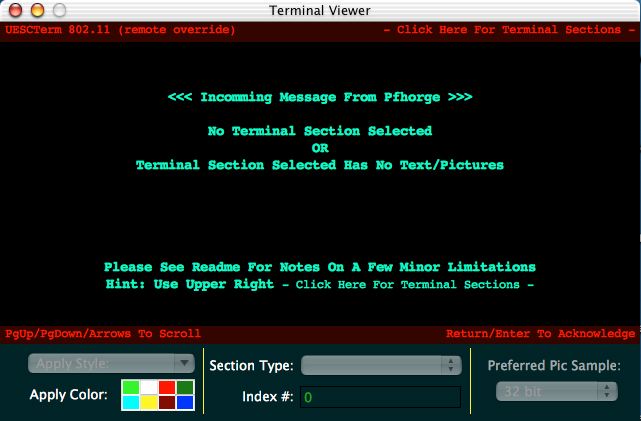 Terminal Viewer
UESCTerm 802.11 (remote override)
- Click Here For Terminal Sections -
<<< Incomming Message From Pfhorge >>>
No Terminal Section Selected
OR
Terminal Section Selected Has No Text/Pictures
Please See Readme For Notes On A Few Minor Limitations
Hint: Use Upper Right - Click Here For Terminal Sections -
PgUp/PgDown/Arrows To Scroll
Return/Enter To Acknowledge
Apply Style:
Section Type:
Preferred Pic Sample:
Apply Color:
Index #:
0
32 bit